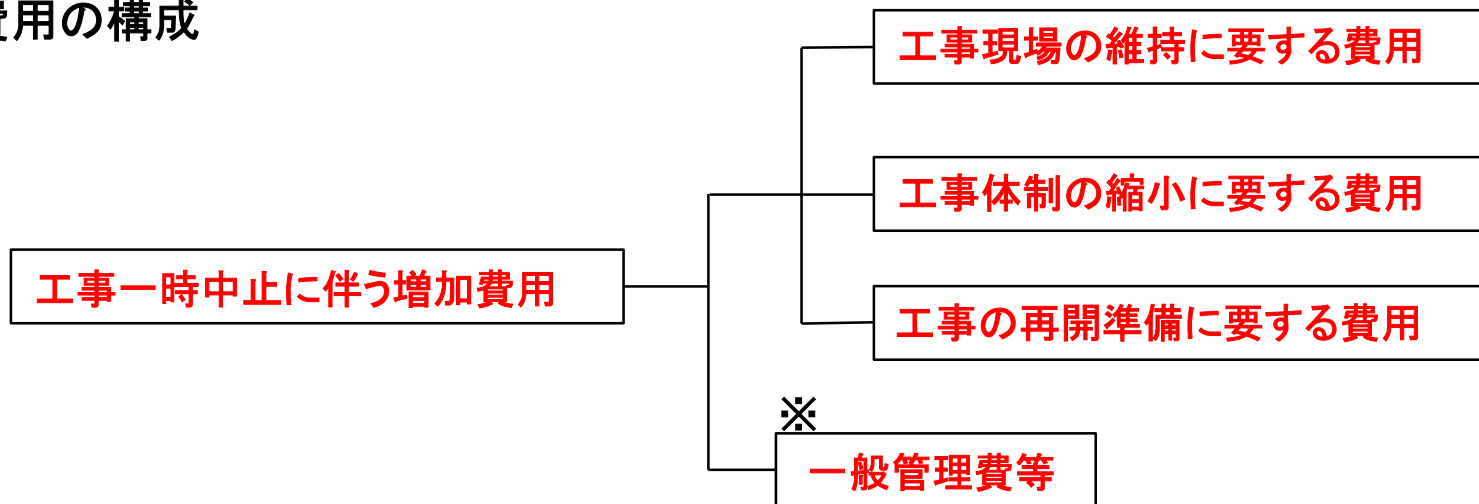 費用の構成
工事現場の維持に要する費用
工事体制の縮小に要する費用
工事一時中止に伴う増加費用
工事の再開準備に要する費用
※
一般管理費等